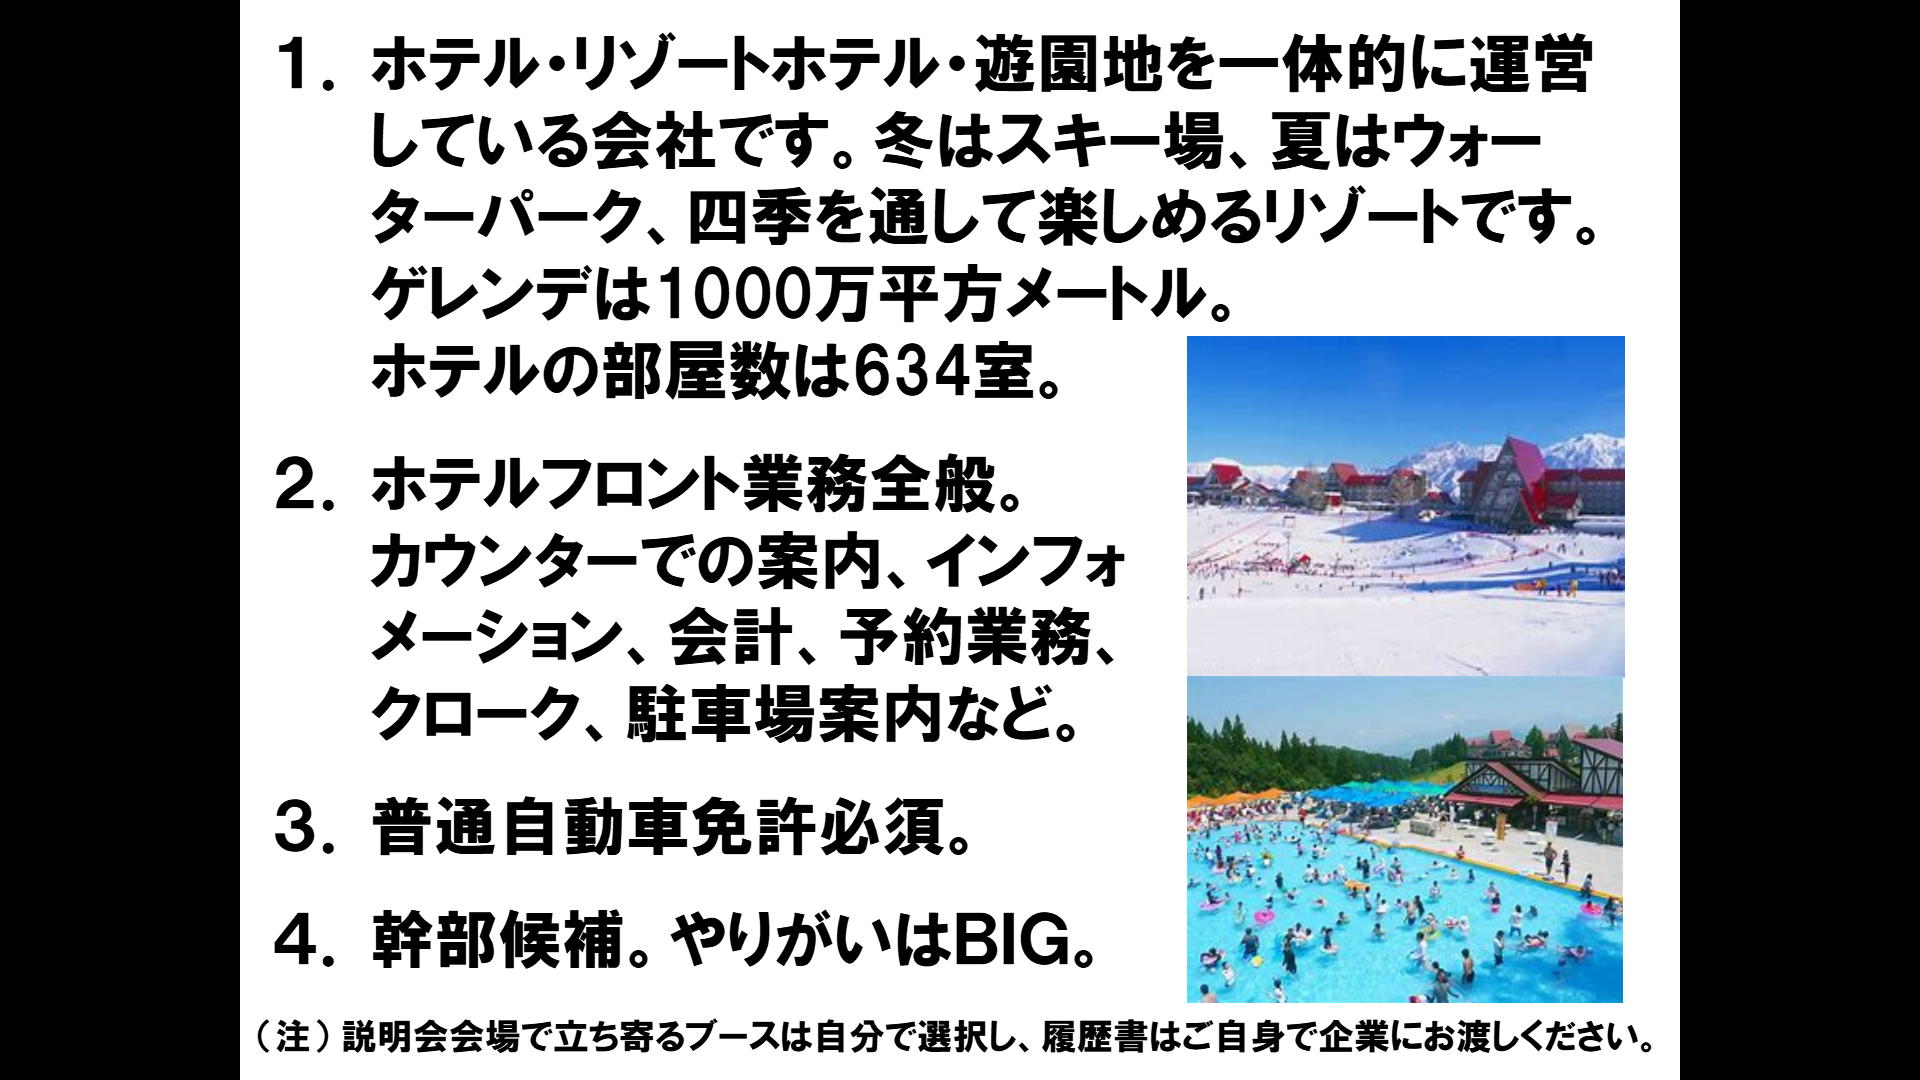 1. ホテル・リゾートホテル・遊園地を一体的に運営
している会社です。冬はスキー場、夏はウォー
ターパーク、四季を通して楽しめるリゾートです。
ゲレンデは1000万平方メートル。
ホテルの部屋数は634室。
2. ホテルフロント業務全般。
カウンターでの案内、インフォ
メーション、会計、予約業務、
クローク、駐車場案内など。
3. 普通自動車免許必須。
4. 幹部候補。やりがいはBIG。
（注）説明会会場で立ち寄るブースは自分で選択し、履歴書はご自身で企業にお渡しください。